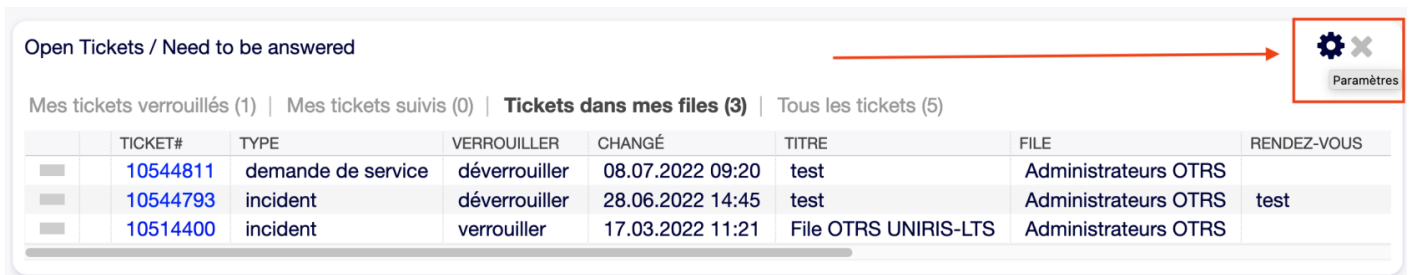 Open Tickets / Need to be answered
Paramètres
Mes tickets verrouillés (1) | Mes tickets suivis (0) | Tickets dans mes files (3) | Tous les tickets (5)
TICKET# TYPE VERROUILLER CHANGÉ TITRE FILE RENDEZ-VOUS
10544811 demande de service déverrouiller 08.07.2022 09:20 test Administrateurs OTRS
10544793 incident déverrouiller 28.06.2022 14:45 test Administrateurs OTRS test
10514400 incident verrouiller 17.03.2022 11:21 File OTRS UNIRIS-LTS Administrateurs OTRS